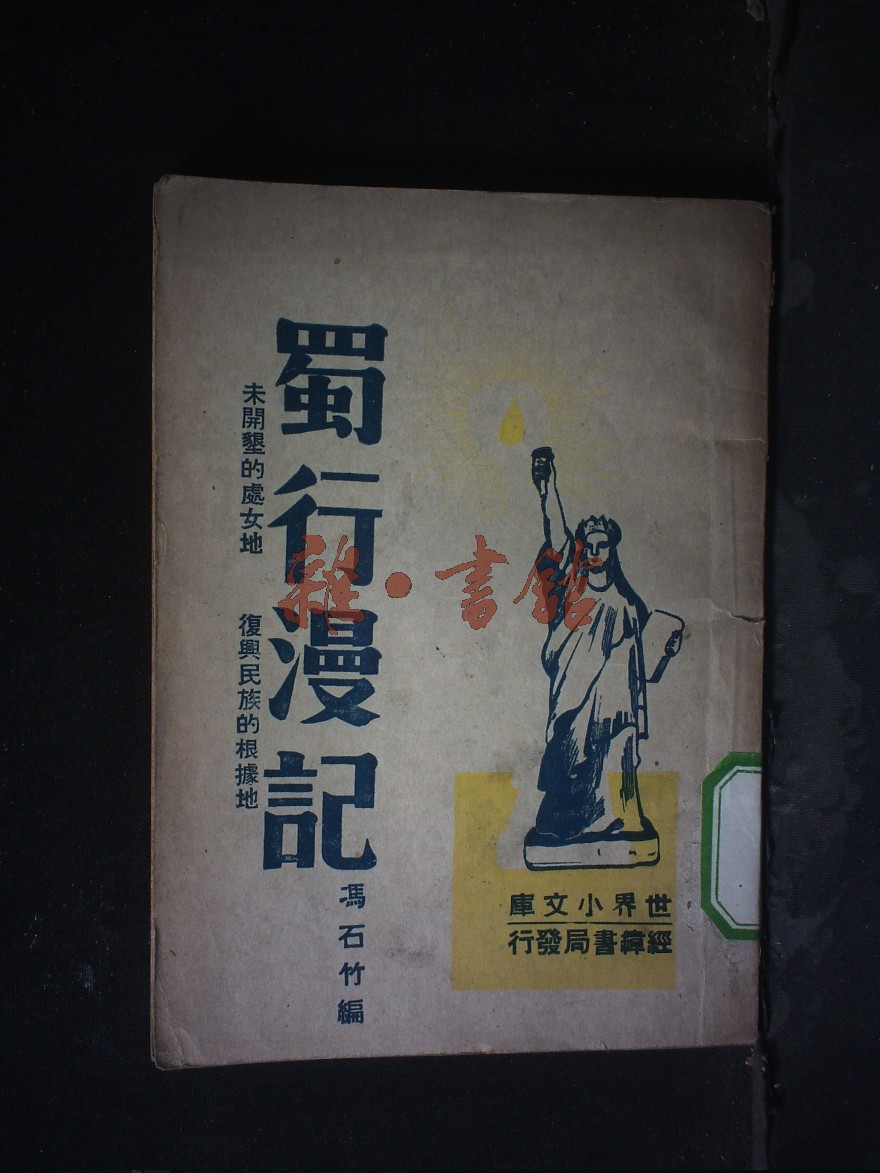 蜀行漫記
未開墾的處女地 復興民族的根據地
馮石竹編
世界小文庫
經緯書局發行
雜·書館